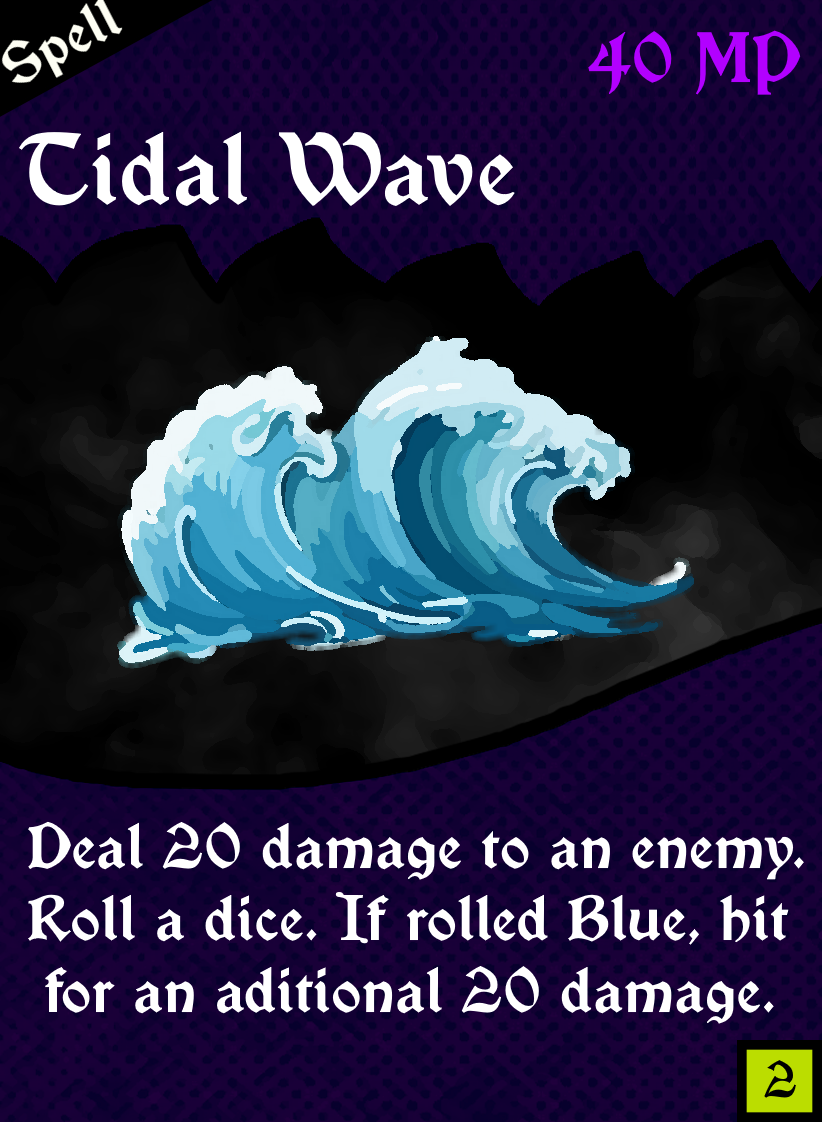 Spell
40 MP
Tidal Wave
Deal 20 damage to an enemy.
Roll a dice. If rolled Blue, hit
for an aditional 20 damage.
2